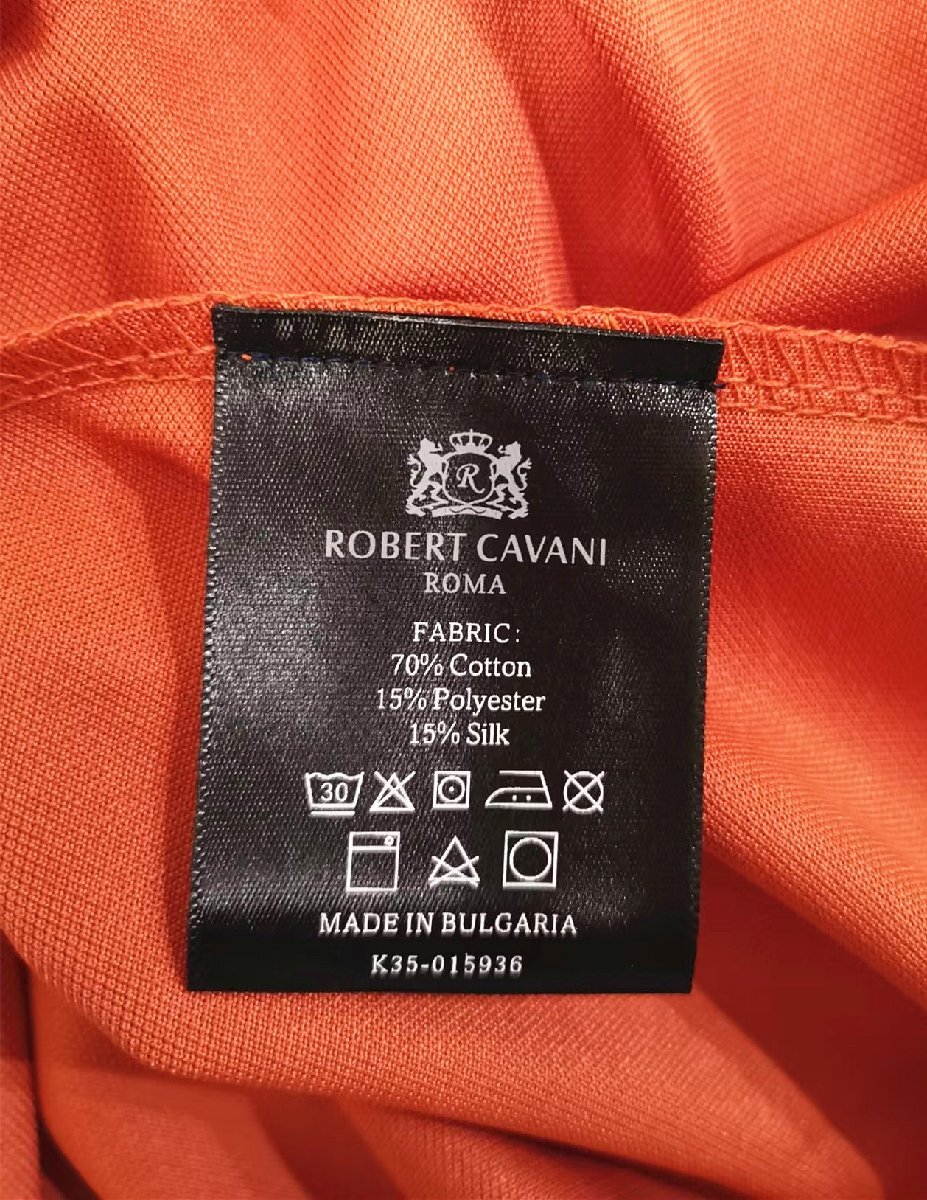 R
ROBERT CAVANI
ROMA
FABRIC:
70% Cotton
15% Polyester
15% Silk
30
MADE IN BULGARIA
K35-015936